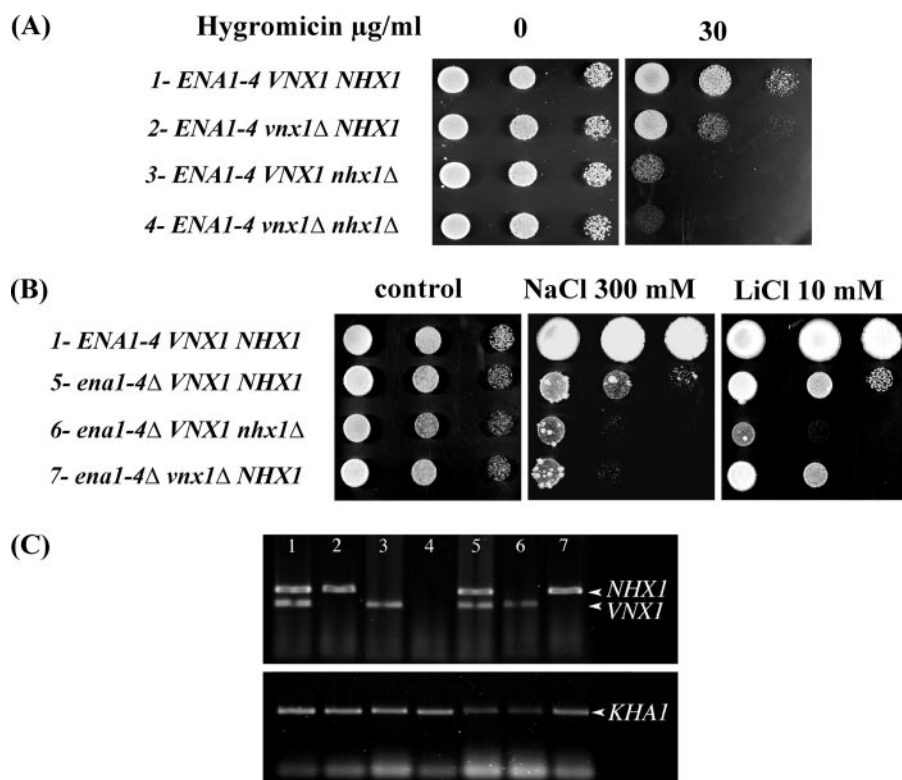 (A)
Hygromicin µg/ml 0 30
1- ENA1-4 VNX1 NHX1
2- ENA1-4 vnx1Δ NHX1
3- ENA1-4 VNX1 nhx1Δ
4- ENA1-4 vnx1Δ nhx1Δ
(B)
control NaCl 300 mM LiCl 10 mM
1- ENA1-4 VNX1 NHX1
5- ena1-4Δ VNX1 NHX1
6- ena1-4Δ VNX1 nhx1Δ
7- ena1-4Δ vnx1Δ NHX1
(C)
1 2 3 4 5 6 7
NHX1
VNX1
KHA1